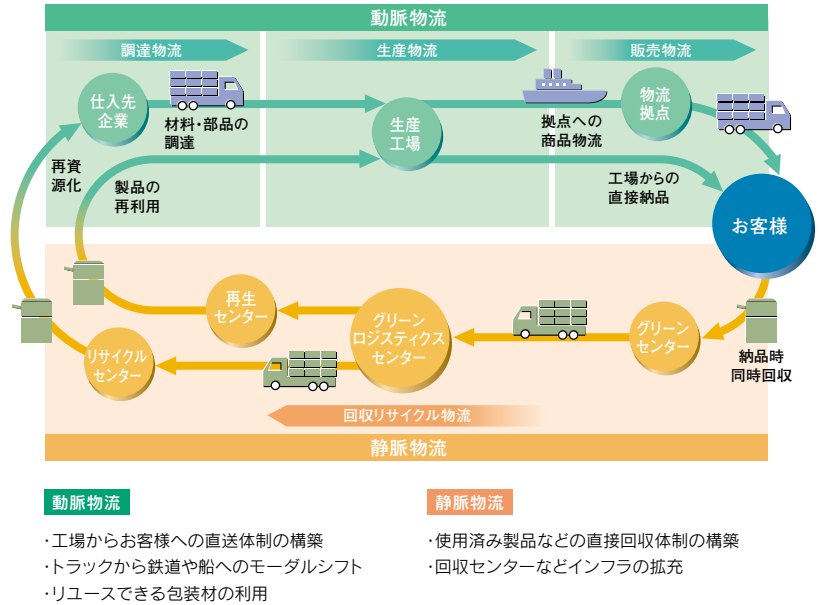 動脈物流
調達物流
生産物流
販売物流
仕入先
企業
材料・部品の
調達
生産
工場
拠点への
商品物流
物流
拠点
再資
源化
製品の
再利用
工場からの
直接納品
お客様
再生
センター
グリーン
ロジスティクス
センター
グリーン
センター
リサイクル
センター
納品時
同時回収
回収リサイクル物流
静脈物流
動脈物流
・工場からお客様への直送体制の構築
・トラックから鉄道や船へのモーダルシフト
・リユースできる包装材の利用
静脈物流
・使用済み製品などの直接回収体制の構築
・回収センターなどインフラの拡充